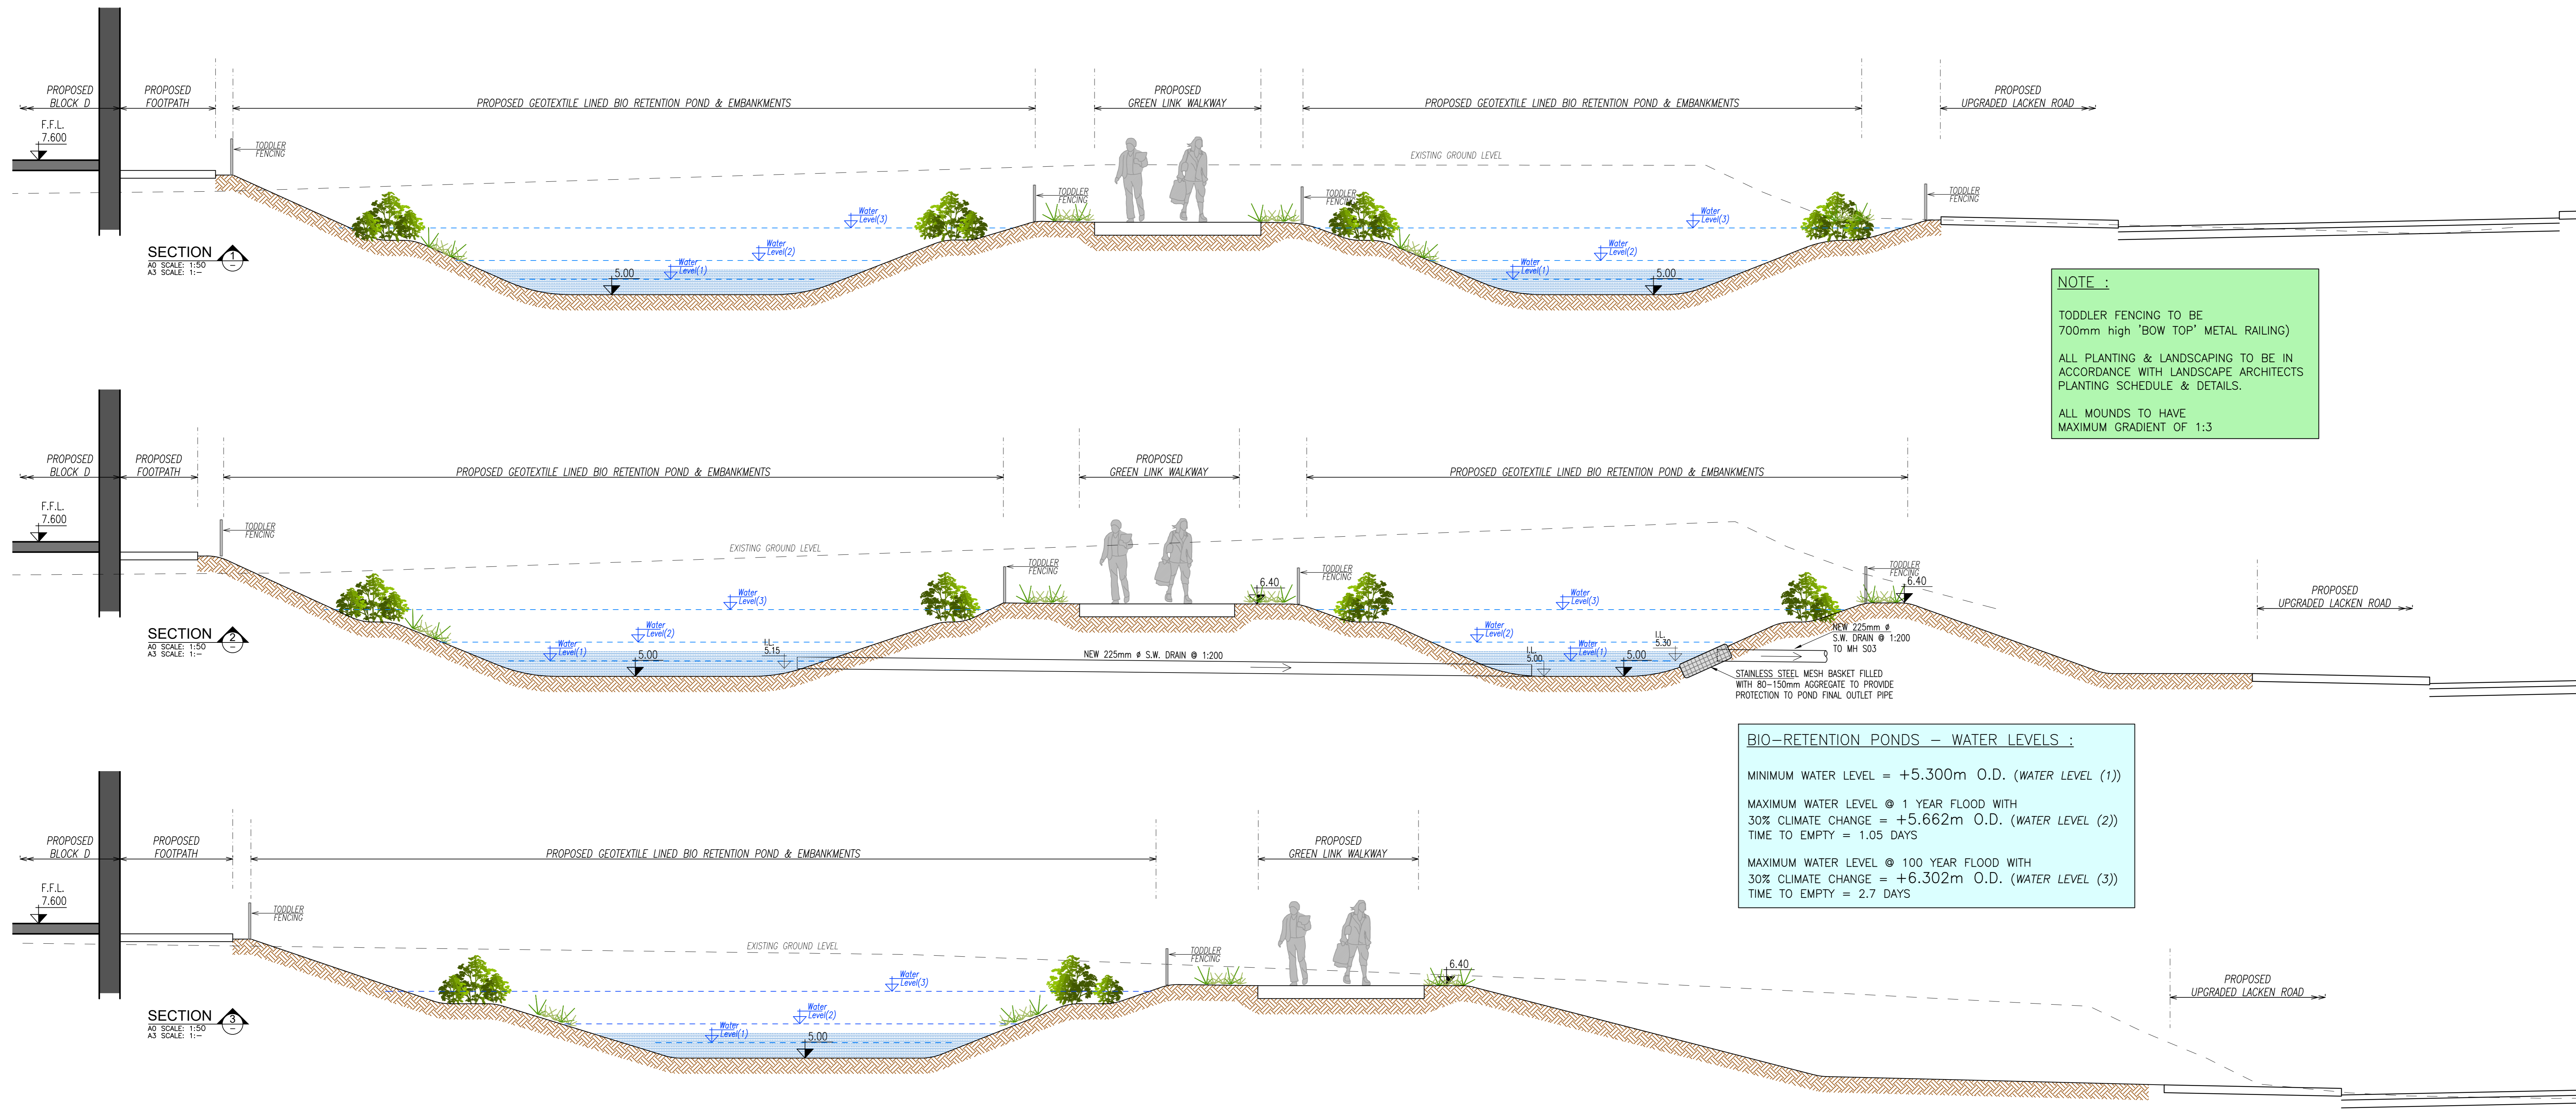 PROPOSED
BLOCK D
PROPOSED
FOOTPATH
PROPOSED GEOTEXTILE LINED BIO RETENTION POND & EMBANKMENTS
PROPOSED
GREEN LINK WALKWAY
PROPOSED GEOTEXTILE LINED BIO RETENTION POND & EMBANKMENTS
PROPOSED
UPGRADED LACKEN ROAD
F.F.L.
7.600
TODDLER
FENCING
EXISTING GROUND LEVEL
TODDLER
FENCING
TODDLER
FENCING
TODDLER
FENCING
Water
Level(3)
Water
Level(2)
Water
Level(1)
5.00
Water
Level(3)
Water
Level(2)
Water
Level(1)
5.00
SECTION 1
A0 SCALE: 1:50 –
A3 SCALE: 1:–
NOTE :
TODDLER FENCING TO BE
700mm high 'BOW TOP' METAL RAILING)
ALL PLANTING & LANDSCAPING TO BE IN
ACCORDANCE WITH LANDSCAPE ARCHITECTS
PLANTING SCHEDULE & DETAILS.
ALL MOUNDS TO HAVE
MAXIMUM GRADIENT OF 1:3
PROPOSED
BLOCK D
PROPOSED
FOOTPATH
PROPOSED GEOTEXTILE LINED BIO RETENTION POND & EMBANKMENTS
PROPOSED
GREEN LINK WALKWAY
PROPOSED GEOTEXTILE LINED BIO RETENTION POND & EMBANKMENTS
F.F.L.
7.600
TODDLER
FENCING
EXISTING GROUND LEVEL
TODDLER
FENCING
6.40
TODDLER
FENCING
TODDLER
FENCING
6.40
PROPOSED
UPGRADED LACKEN ROAD
Water
Level(3)
Water
Level(2)
Water
Level(1)
5.00
I.L.
5.15
NEW 225mm ø S.W. DRAIN @ 1:200
Water
Level(3)
Water
Level(2)
Water
Level(1)
I.L.
5.00
5.00
I.L.
5.30
NEW 225mm ø
S.W. DRAIN @ 1:200
TO MH S03
STAINLESS STEEL MESH BASKET FILLED
WITH 80-150mm AGGREGATE TO PROVIDE
PROTECTION TO POND FINAL OUTLET PIPE
SECTION 2
A0 SCALE: 1:50 –
A3 SCALE: 1:–
BIO-RETENTION PONDS – WATER LEVELS :
MINIMUM WATER LEVEL = +5.300m O.D. (WATER LEVEL (1))
MAXIMUM WATER LEVEL @ 1 YEAR FLOOD WITH
30% CLIMATE CHANGE = +5.662m O.D. (WATER LEVEL (2))
TIME TO EMPTY = 1.05 DAYS
MAXIMUM WATER LEVEL @ 100 YEAR FLOOD WITH
30% CLIMATE CHANGE = +6.302m O.D. (WATER LEVEL (3))
TIME TO EMPTY = 2.7 DAYS
PROPOSED
BLOCK D
PROPOSED
FOOTPATH
PROPOSED GEOTEXTILE LINED BIO RETENTION POND & EMBANKMENTS
PROPOSED
GREEN LINK WALKWAY
F.F.L.
7.600
TODDLER
FENCING
EXISTING GROUND LEVEL
TODDLER
FENCING
6.40
PROPOSED
UPGRADED LACKEN ROAD
Water
Level(3)
Water
Level(2)
Water
Level(1)
5.00
SECTION 3
A0 SCALE: 1:50 –
A3 SCALE: 1:–